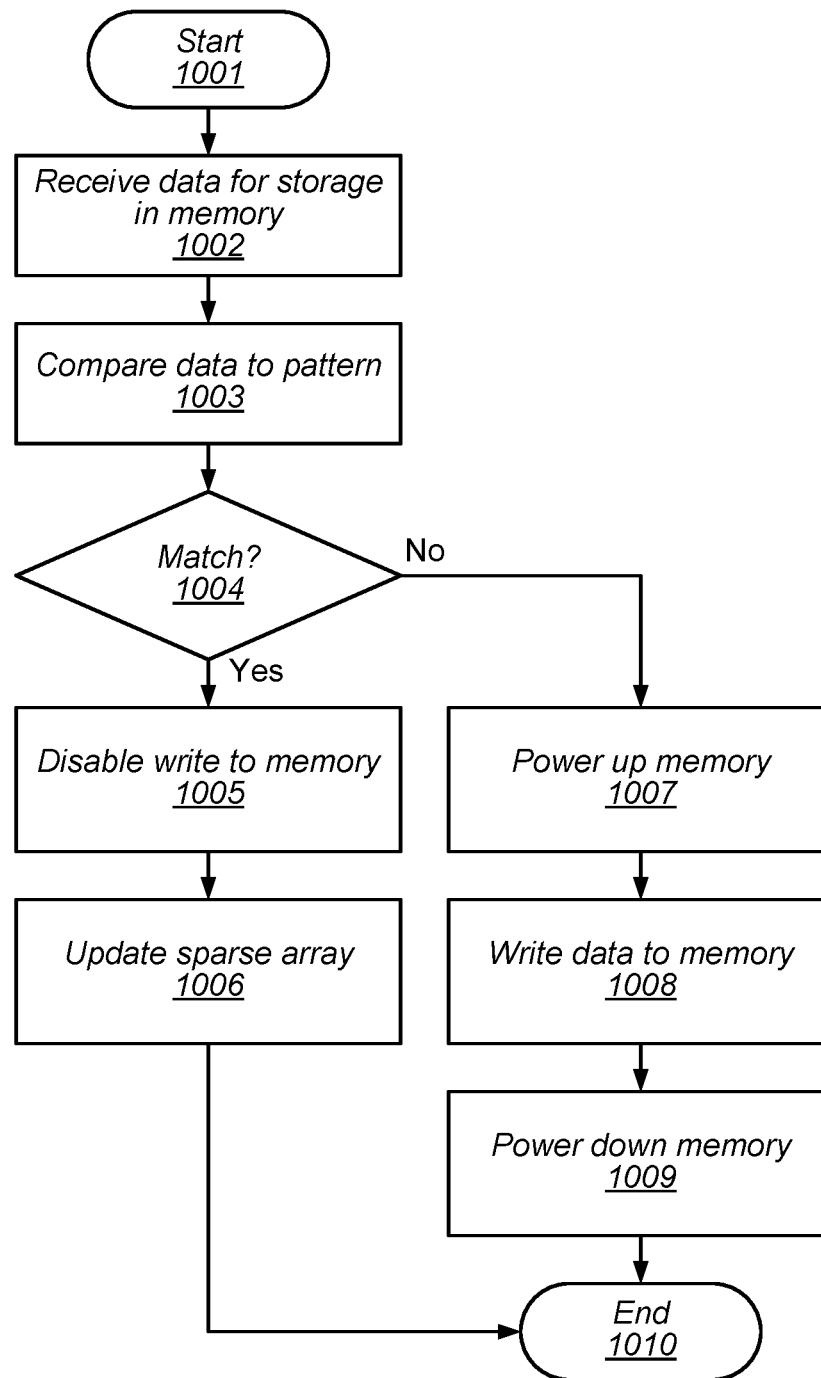 Start
1001
Receive data for storage
in memory
1002
Compare data to pattern
1003
Match?
1004
No
Yes
Disable write to memory
1005
Power up memory
1007
Update sparse array
1006
Write data to memory
1008
Power down memory
1009
End
1010